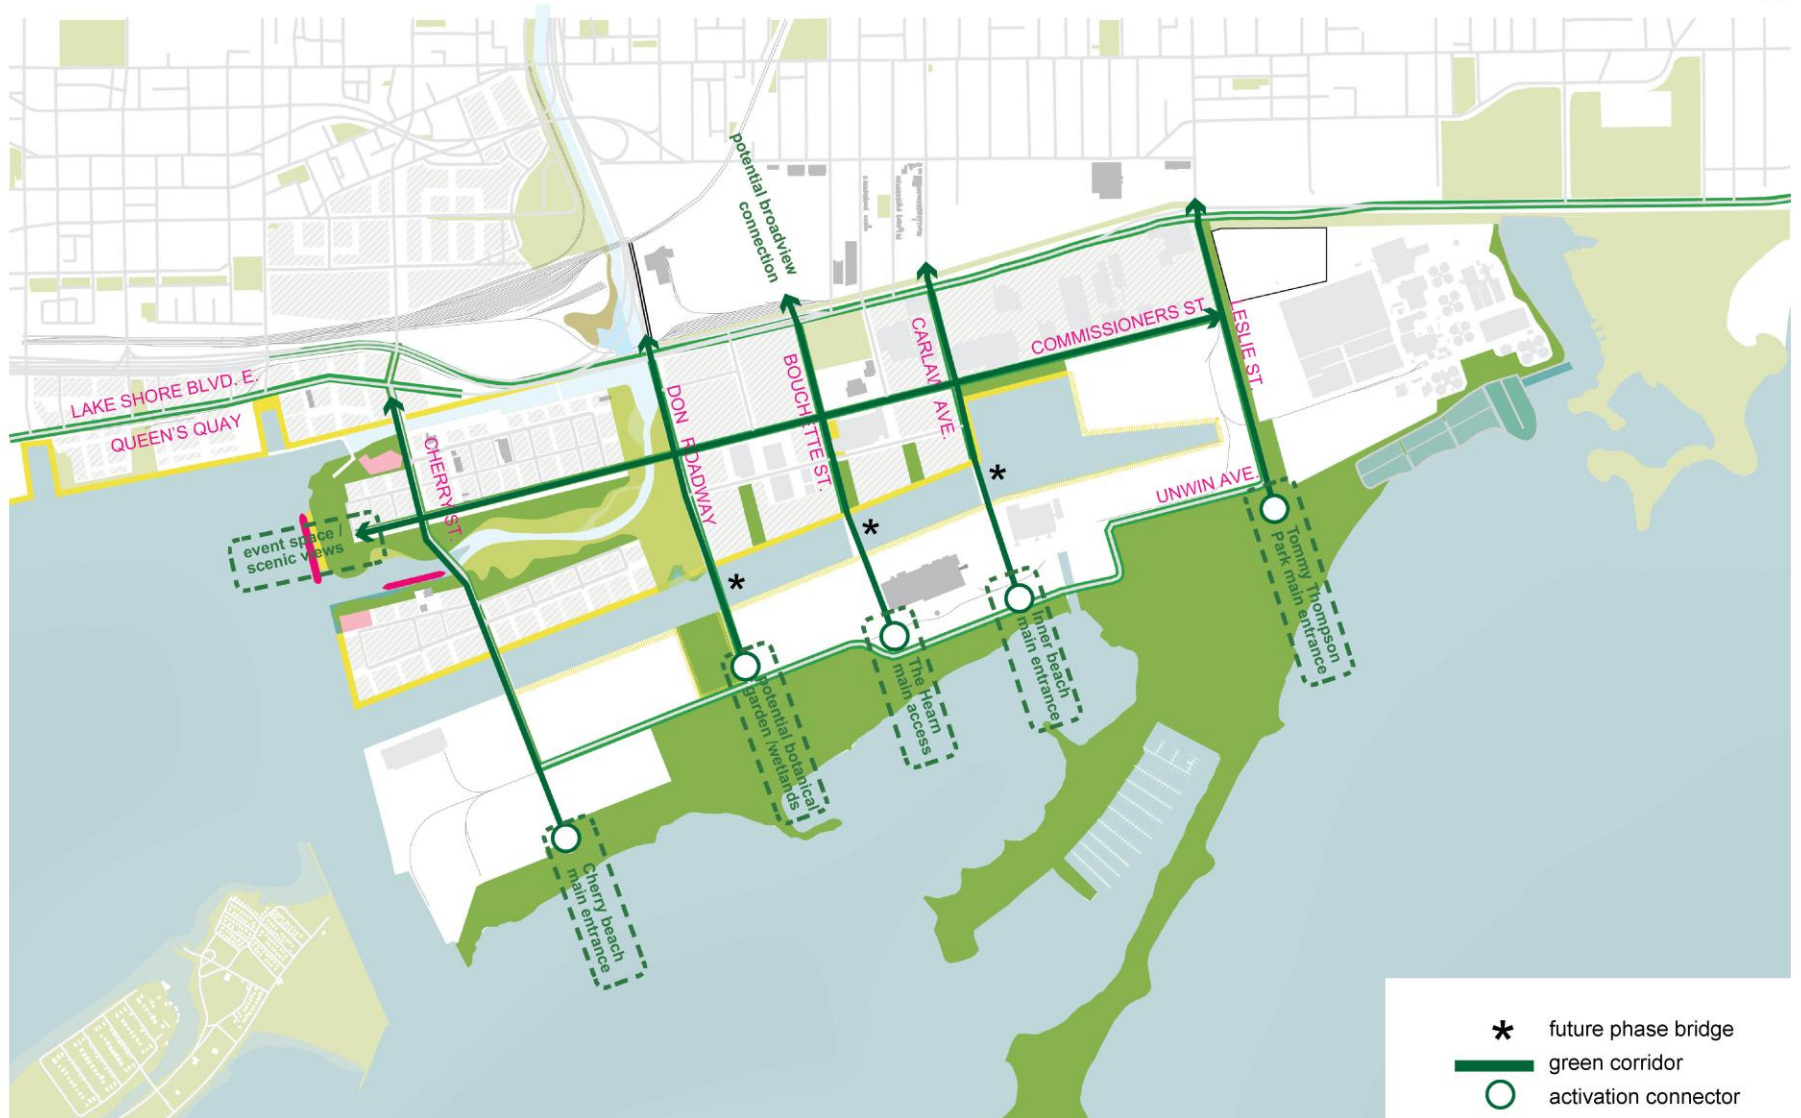 potential broadview
connection
LAKE SHORE BLVD. E.
QUEEN'S QUAY
CHERRY ST.
DON ROADWAY
BOUCHETTE ST.
CARLAW AVE.
COMMISSIONERS ST.
LESLIE ST.
UNWIN AVE.
event space /
scenic views
Cherry beach
main entrance
potential botanical
garden /wetlands
The Hearn
main access
Inner beach
main entrance
Tommy Thompson
Park main entrance
* future phase bridge
green corridor
activation connector